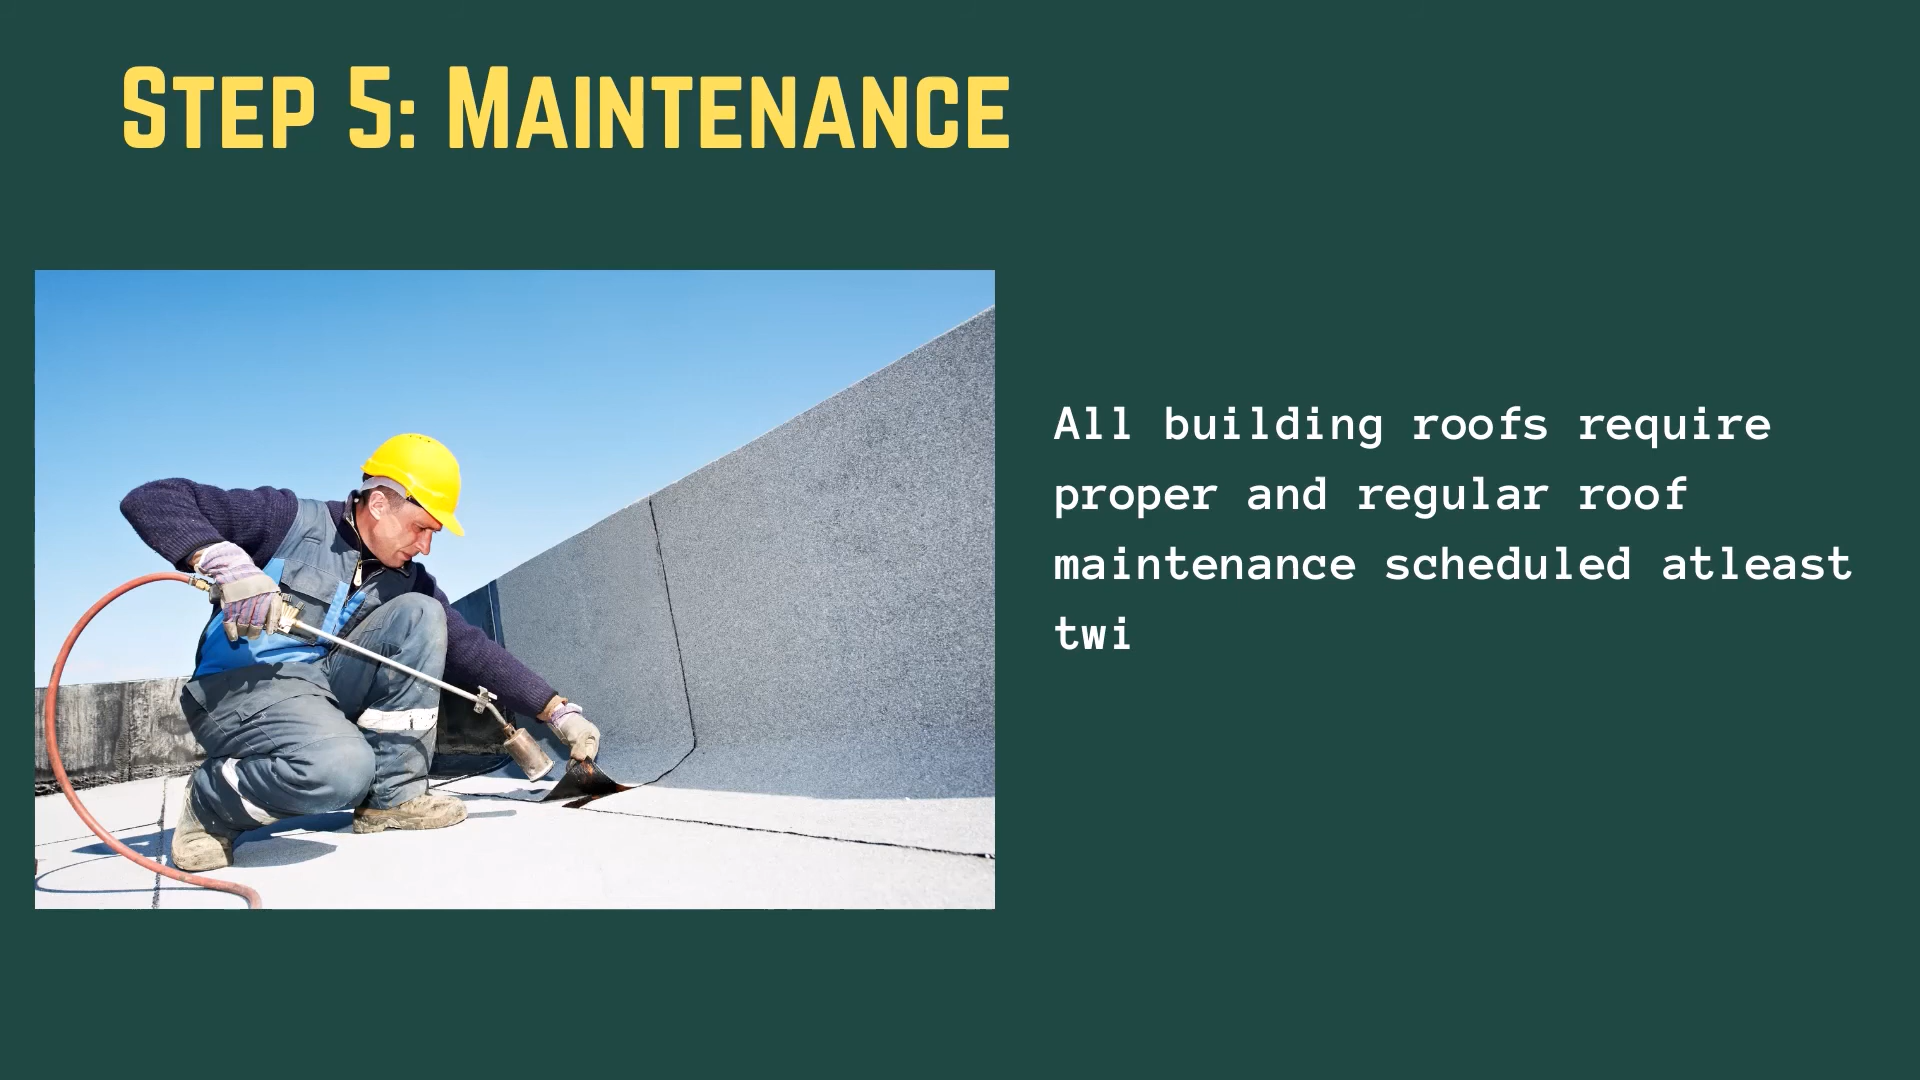 Step 5: Maintenance
All building roofs require
proper and regular roof
maintenance scheduled atleast
twi